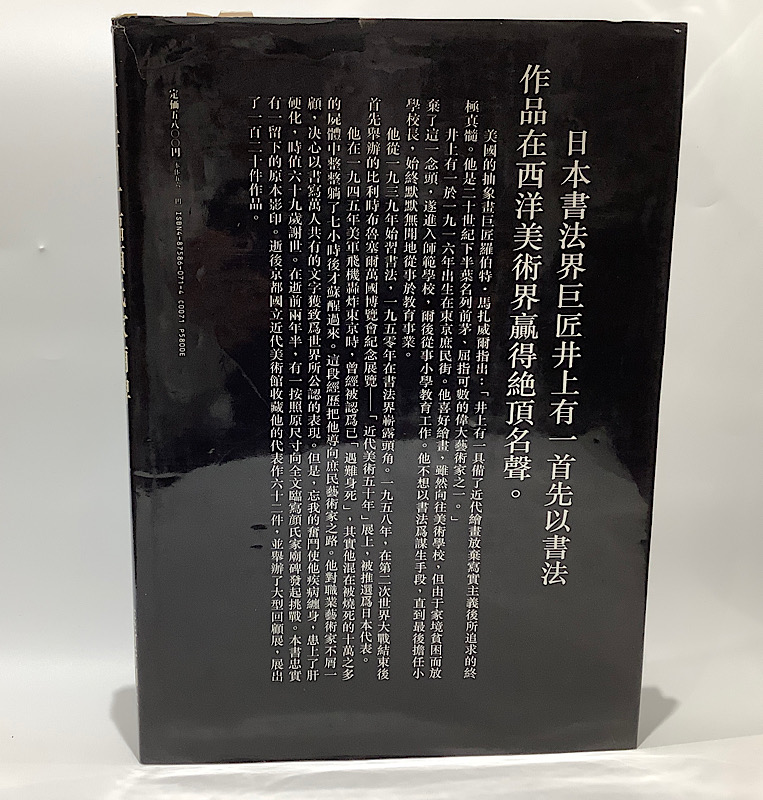 日本書法界巨匠井上有一首先以書法
作品在西洋美術界贏得絶頂名聲。
美國的抽象畫巨匠羅伯特・馬扎威爾指出：「井上有一具備了近代繪畫放棄寫實主義後所追求的終
極真髓。他是二十世紀下半葉名列前茅、屈指可數的偉大藝術家之一。」
井上有一於一九一六年出生在東京庶民街。他喜好繪畫，雖然向往美術學校，但由于家境貧困而放
棄了這一念頭，遂進入師範學校，爾後從事小學教育工作。他不想以書法爲謀生手段，直到最後擔任小
學校長，始終默默無聞地從事於教育事業。
他從一九三九年始習書法，一九五零年在書法界嶄露頭角。一九五八年，在第二次世界大戰結束後
首先舉辦的比利時布魯塞爾萬國博覽會紀念展覽——「近代美術五十年」展上，被推選爲日本代表。
他在一九四五年美軍飛機轟炸東京時，曾經被認爲已「遇難身死」，其實他混在被燒死的十萬之多
的屍體中整整躺了七小時後才蘇醒過來。這段經歷把他導向庶民藝術家之路。他對職業藝術家不屑一
顧，决心以書寫萬人共有的文字獲致爲世界所公認的表現。但是，忘我的奮鬥使他疾病纏身，患上了肝
硬化，時值六十九歲謝世。在逝前兩年半，有一按照原尺寸向全文臨寫顔氏家廟碑發起挑戰。本書忠實
有一留下的原本影印。逝後京都國立近代美術館收藏他的代表作六十二件，並舉辦了大型回顧展，展出
了一百二十件作品。
定価五八〇〇円
ISBN4-87586-071-4 C0071 P5800E